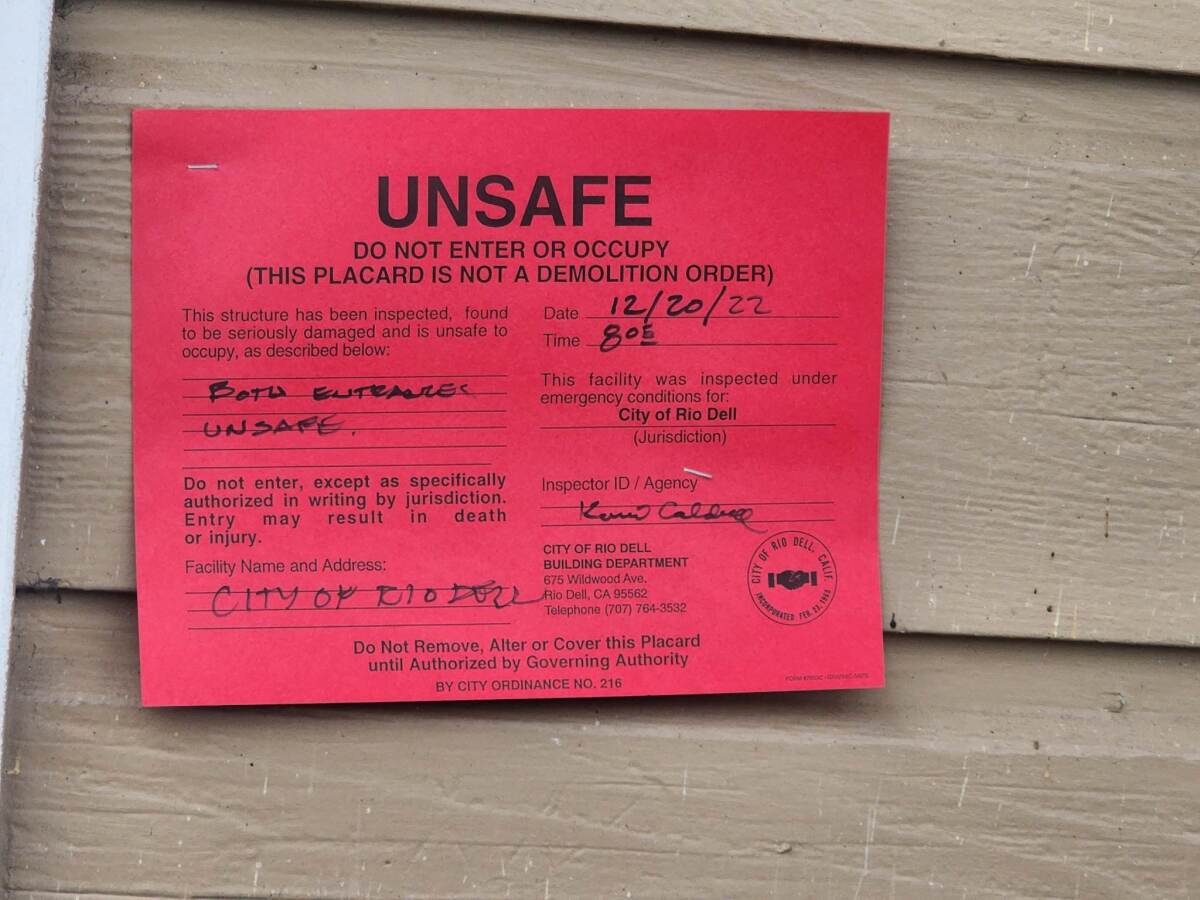 UNSAFE
DO NOT ENTER OR OCCUPY
(THIS PLACARD IS NOT A DEMOLITION ORDER)
This structure has been inspected, found
to be seriously damaged and is unsafe to
occupy, as described below:
BOTH ENTRANCES
UNSAFE.
Do not enter, except as specifically
authorized in writing by jurisdiction.
Entry may result in death
or injury.
Facility Name and Address:
CITY OF RIO DELL
Date 12/20/22
Time
This facility was inspected under
emergency conditions for:
City of Rio Dell
(Jurisdiction)
Inspector ID / Agency
CITY OF RIO DELL
BUILDING DEPARTMENT
675 Wildwood Ave.
Rio Dell, CA 95562
Telephone (707) 764-3532
CITY OF RIO DELL, CALIF.
INCORPORATED FEB. 23, 1965
Do Not Remove, Alter or Cover this Placard
until Authorized by Governing Authority
BY CITY ORDINANCE NO. 216